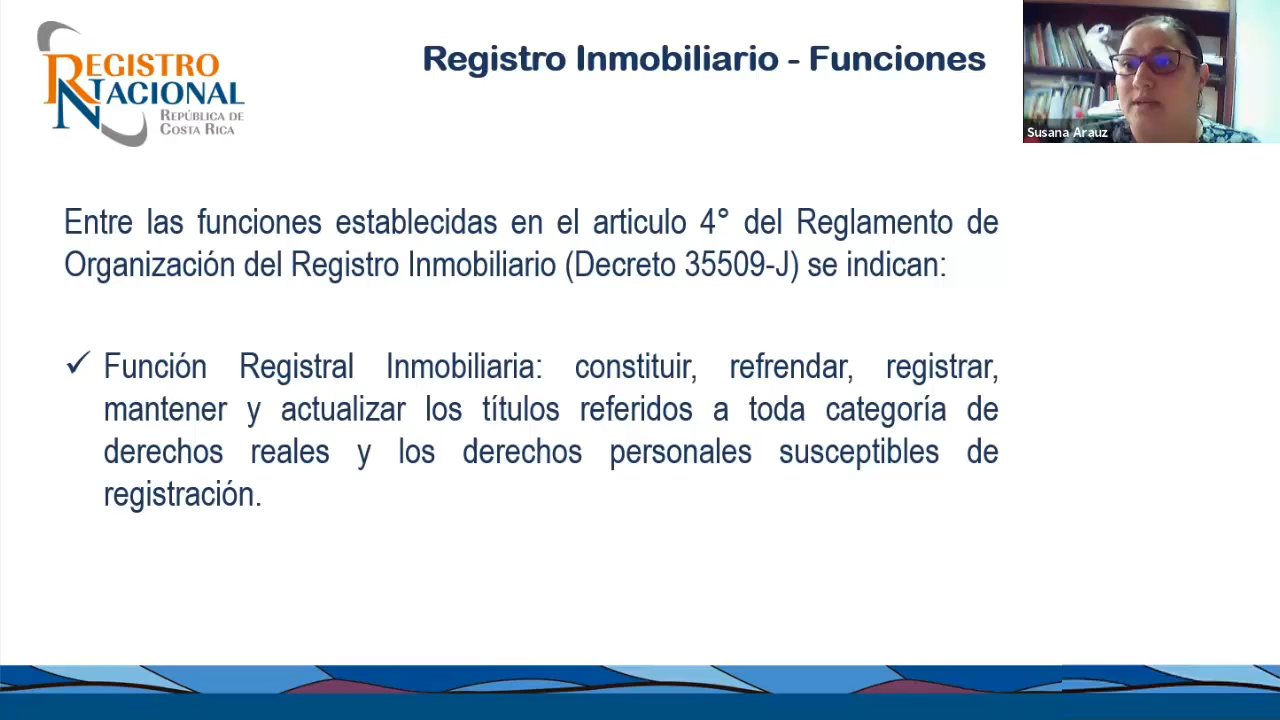 REGISTRO
NACIONAL
REPÚBLICA DE
COSTA RICA
Registro Inmobiliario - Funciones
Susana Arauz
Entre las funciones establecidas en el articulo 4° del Reglamento de
Organización del Registro Inmobiliario (Decreto 35509-J) se indican:
✓ Función Registral Inmobiliaria: constituir, refrendar, registrar,
mantener y actualizar los títulos referidos a toda categoría de
derechos reales y los derechos personales susceptibles de
registración.